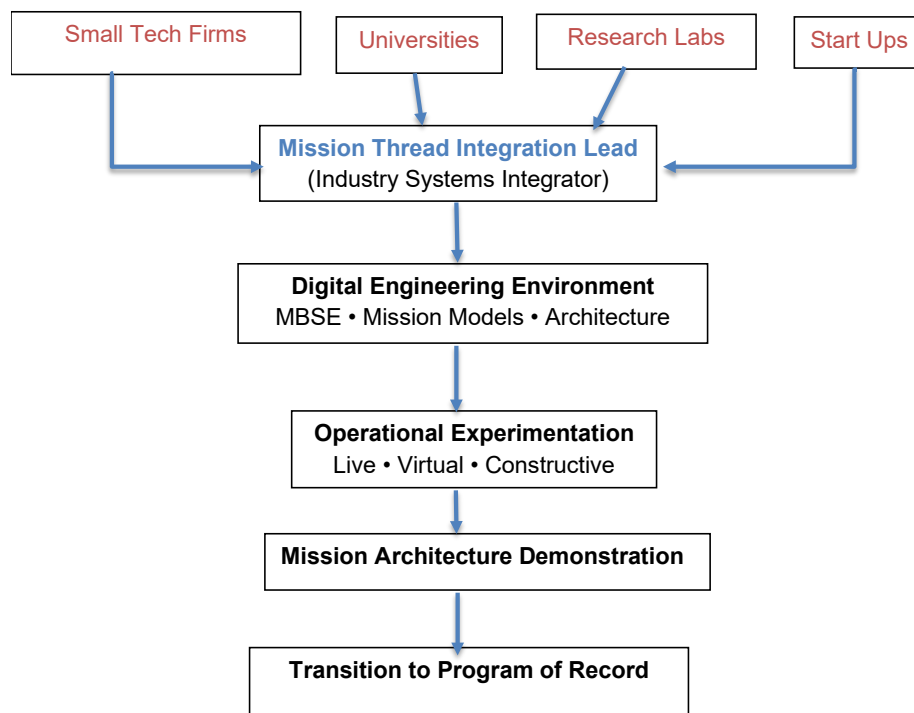 Small Tech Firms
Universities
Research Labs
Start Ups
Mission Thread Integration Lead
(Industry Systems Integrator)
Digital Engineering Environment
MBSE • Mission Models • Architecture
Operational Experimentation
Live • Virtual • Constructive
Mission Architecture Demonstration
Transition to Program of Record